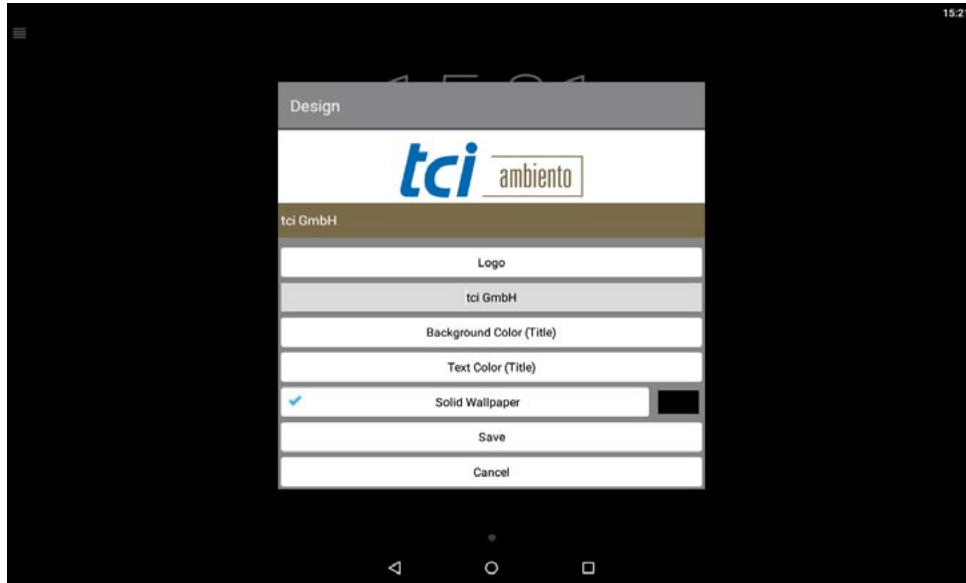 15:21
Design
tci ambiento
tci GmbH
Logo
tci GmbH
Background Color (Title)
Text Color (Title)
Solid Wallpaper
Save
Cancel